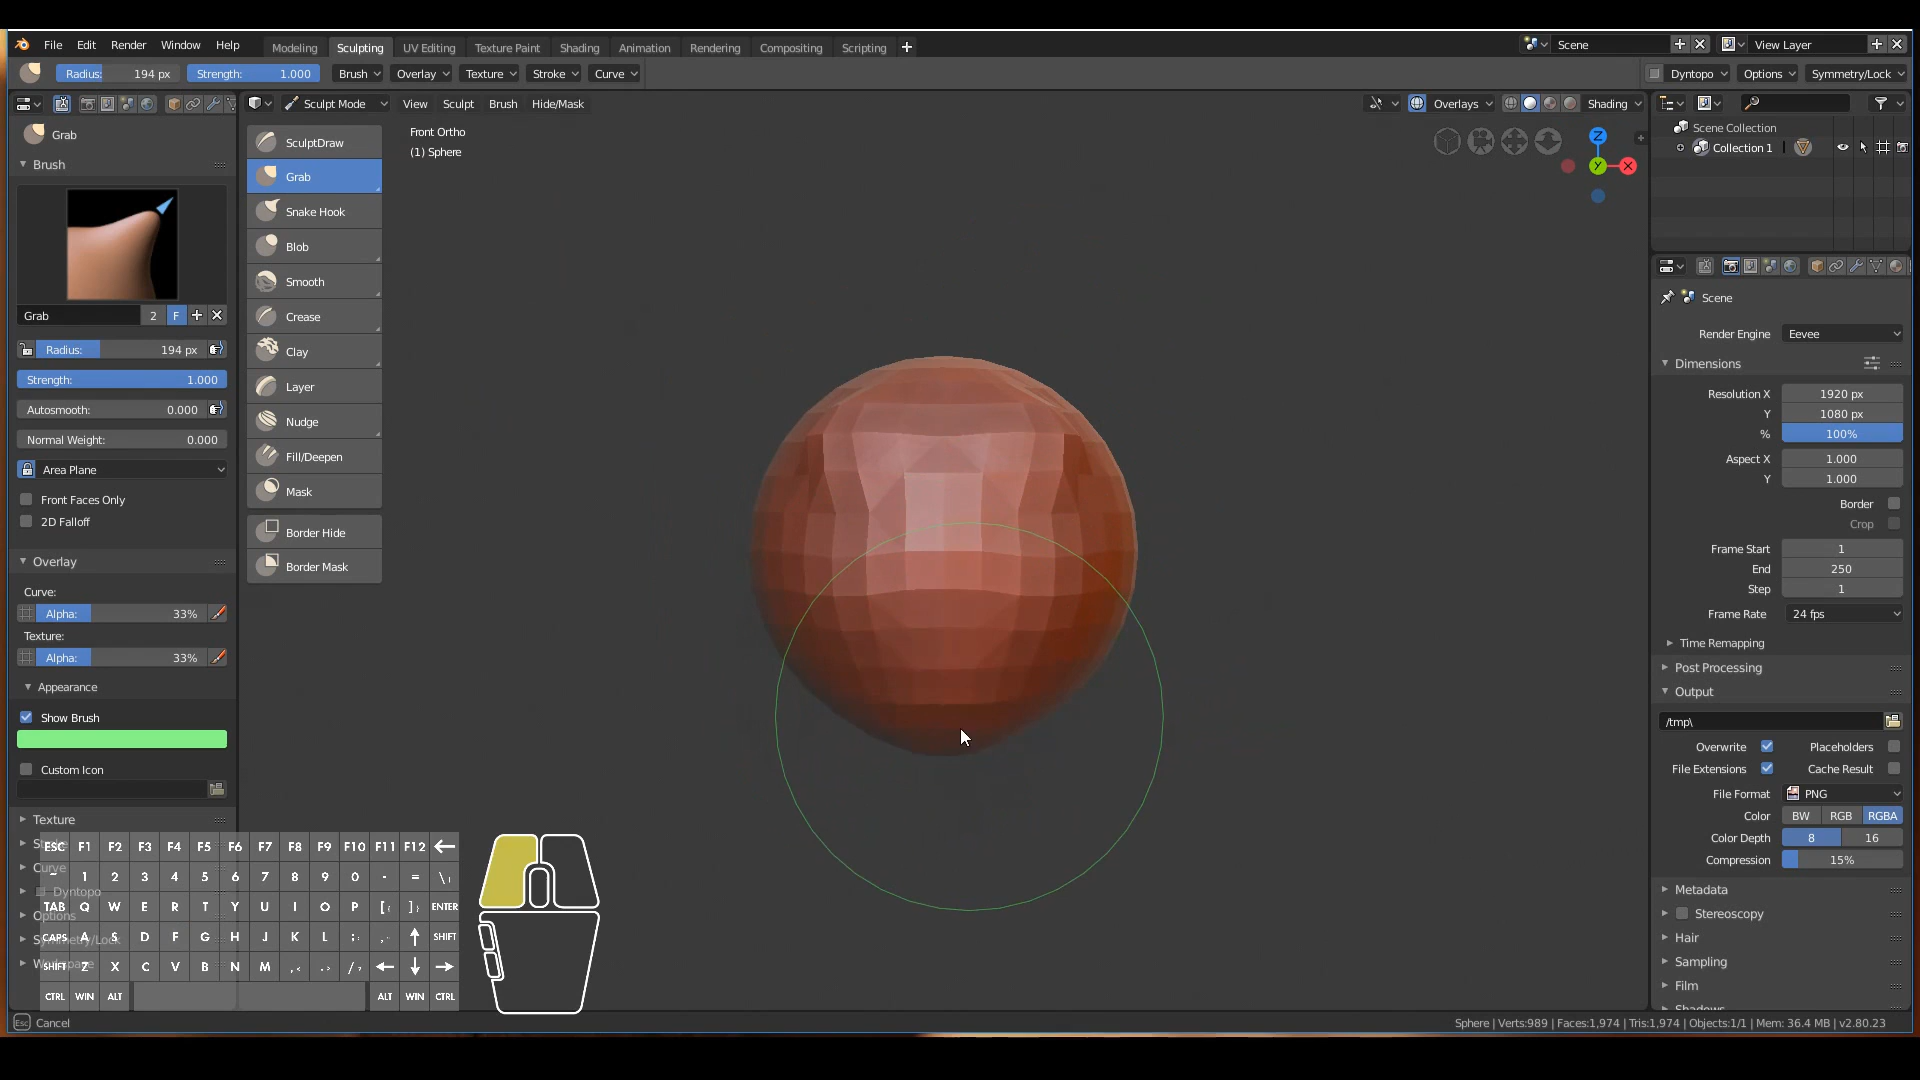 File Edit Render Window Help Modeling Sculpting UV Editing Texture Paint Shading Animation Rendering Compositing Scripting + Scene View Layer
Radius: 194 px Strength: 1.000 Brush Overlay Texture Stroke Curve Dyntopo Options Symmetry/Lock
Sculpt Mode View Sculpt Brush Hide/Mask Overlays Shading
Grab
Brush
Grab 2 F
Radius: 194 px
Strength: 1.000
Autosmooth: 0.000
Normal Weight: 0.000
Area Plane
Front Faces Only
2D Falloff
Overlay
Curve:
Alpha: 33%
Texture:
Alpha: 33%
Appearance
Show Brush
Custom Icon
Texture
Curve
Dyntopo
Options
Symmetry/Lock
SculptDraw
Grab
Snake Hook
Blob
Smooth
Crease
Clay
Layer
Nudge
Fill/Deepen
Mask
Border Hide
Border Mask
Front Ortho
(1) Sphere
Z
Y X
ESC F1 F2 F3 F4 F5 F6 F7 F8 F9 F10 F11 F12 ←
~ 1 2 3 4 5 6 7 8 9 0 - = \|
TAB Q W E R T Y U I O P [{ ]} ENTER
CAPS A S D F G H J K L ;: ↑ SHIFT
SHIFT Z X C V B N M ,< .> /? ← ↓ →
CTRL WIN ALT ALT WIN CTRL
Scene Collection
Collection 1
Scene
Render Engine Eevee
Dimensions
Resolution X 1920 px
Y 1080 px
% 100%
Aspect X 1.000
Y 1.000
Border
Crop
Frame Start 1
End 250
Step 1
Frame Rate 24 fps
Time Remapping
Post Processing
Output
/tmp\
Overwrite Placeholders
File Extensions Cache Result
File Format PNG
Color BW RGB RGBA
Color Depth 8 16
Compression 15%
Metadata
Stereoscopy
Hair
Sampling
Film
Shadows
Esc Cancel
Sphere | Verts:989 | Faces:1,974 | Tris:1,974 | Objects:1/1 | Mem: 36.4 MB | v2.80.23